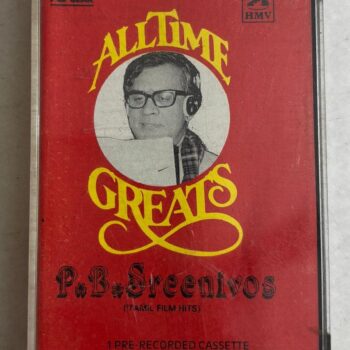 HMV
ALL TIME
GREATS
P.B. Sreenivos
(TAMIL FILM HITS)
1 PRE-RECORDED CASSETTE